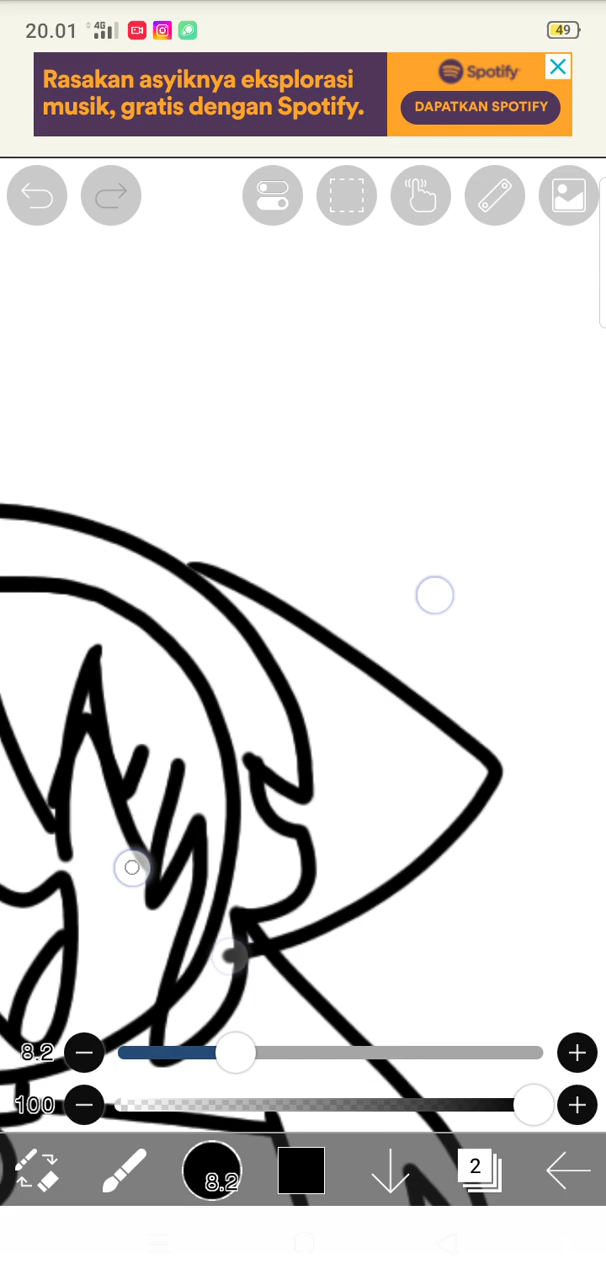 20.01
4G
49
Rasakan asyiknya eksplorasi
musik, gratis dengan Spotify.
Spotify
DAPATKAN SPOTIFY
8.2
100
8.2
2